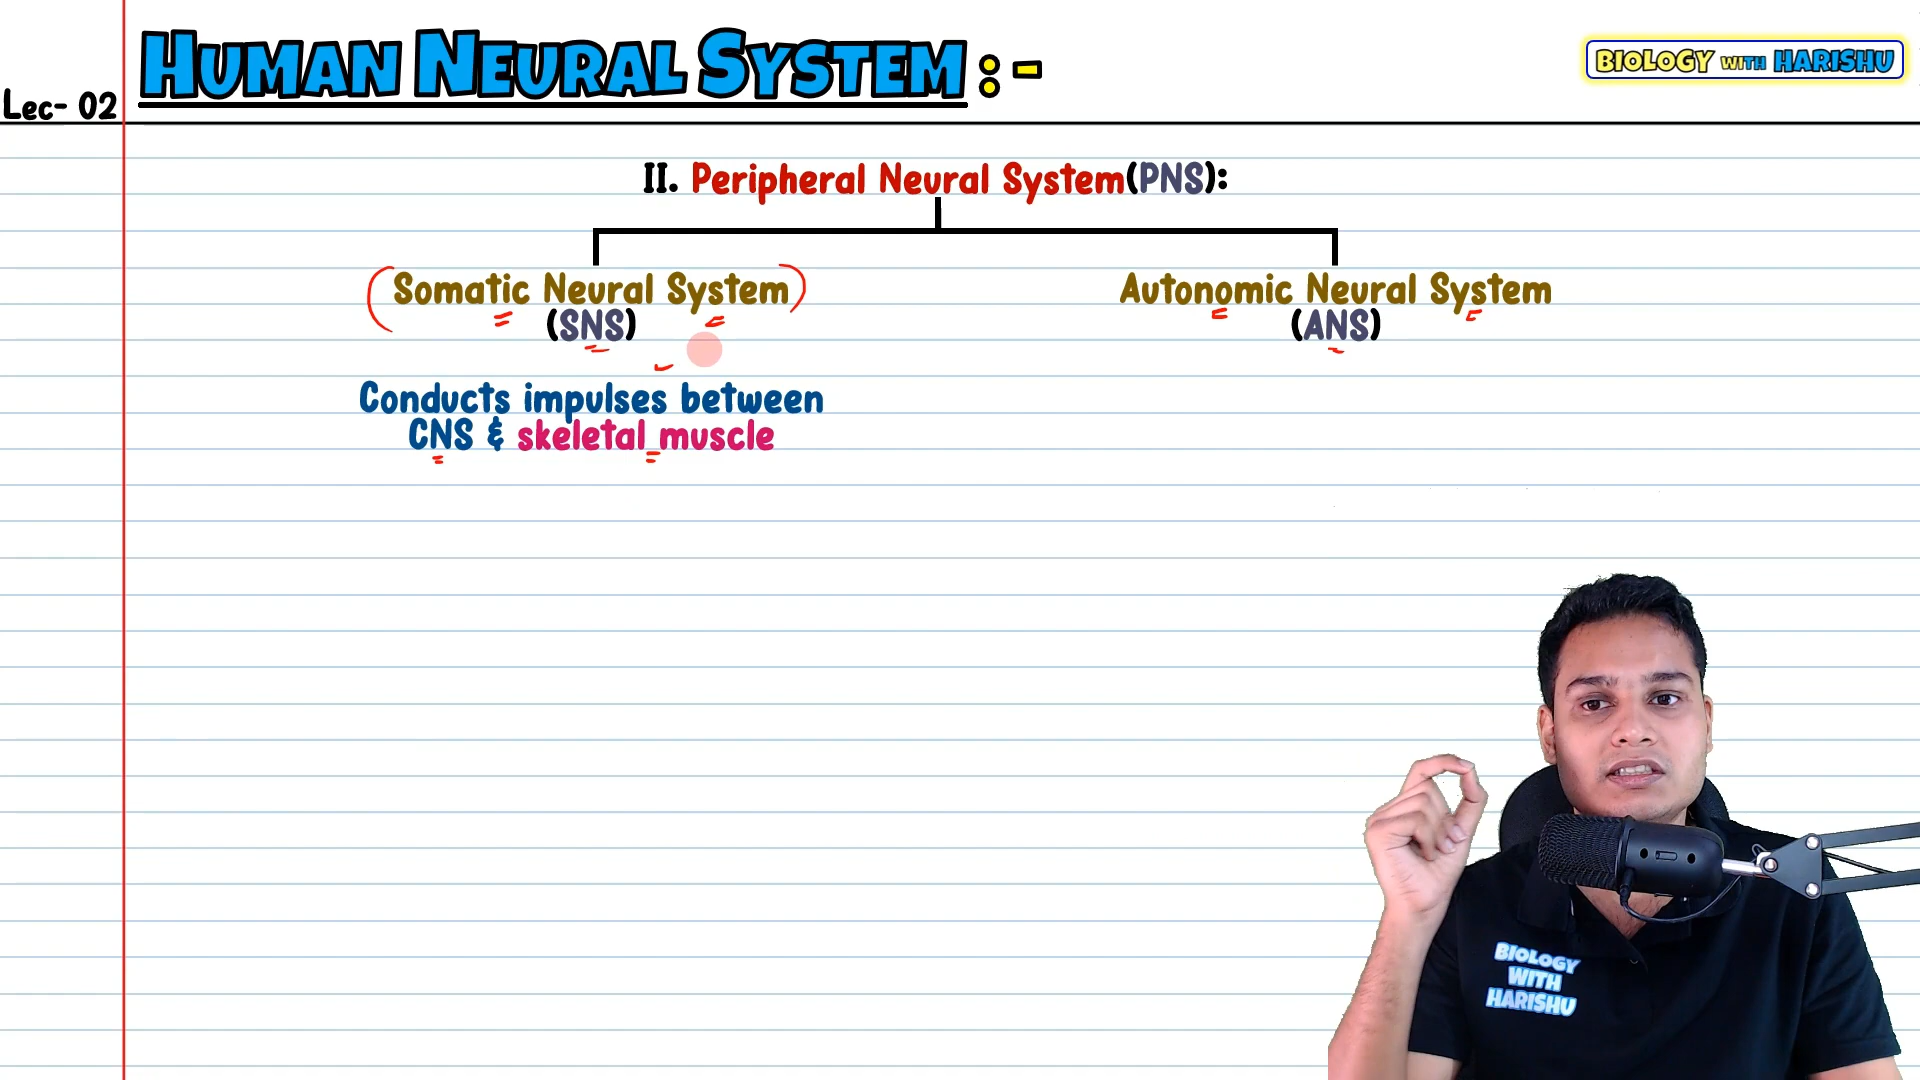 HUMAN NEURAL SYSTEM :-
BIOLOGY WITH HARISHU
Lec- 02
II. Peripheral Neural System(PNS):
Somatic Neural System
(SNS)
Autonomic Neural System
(ANS)
Conducts impulses between
CNS & skeletal muscle
BIOLOGY
WITH
HARISHU